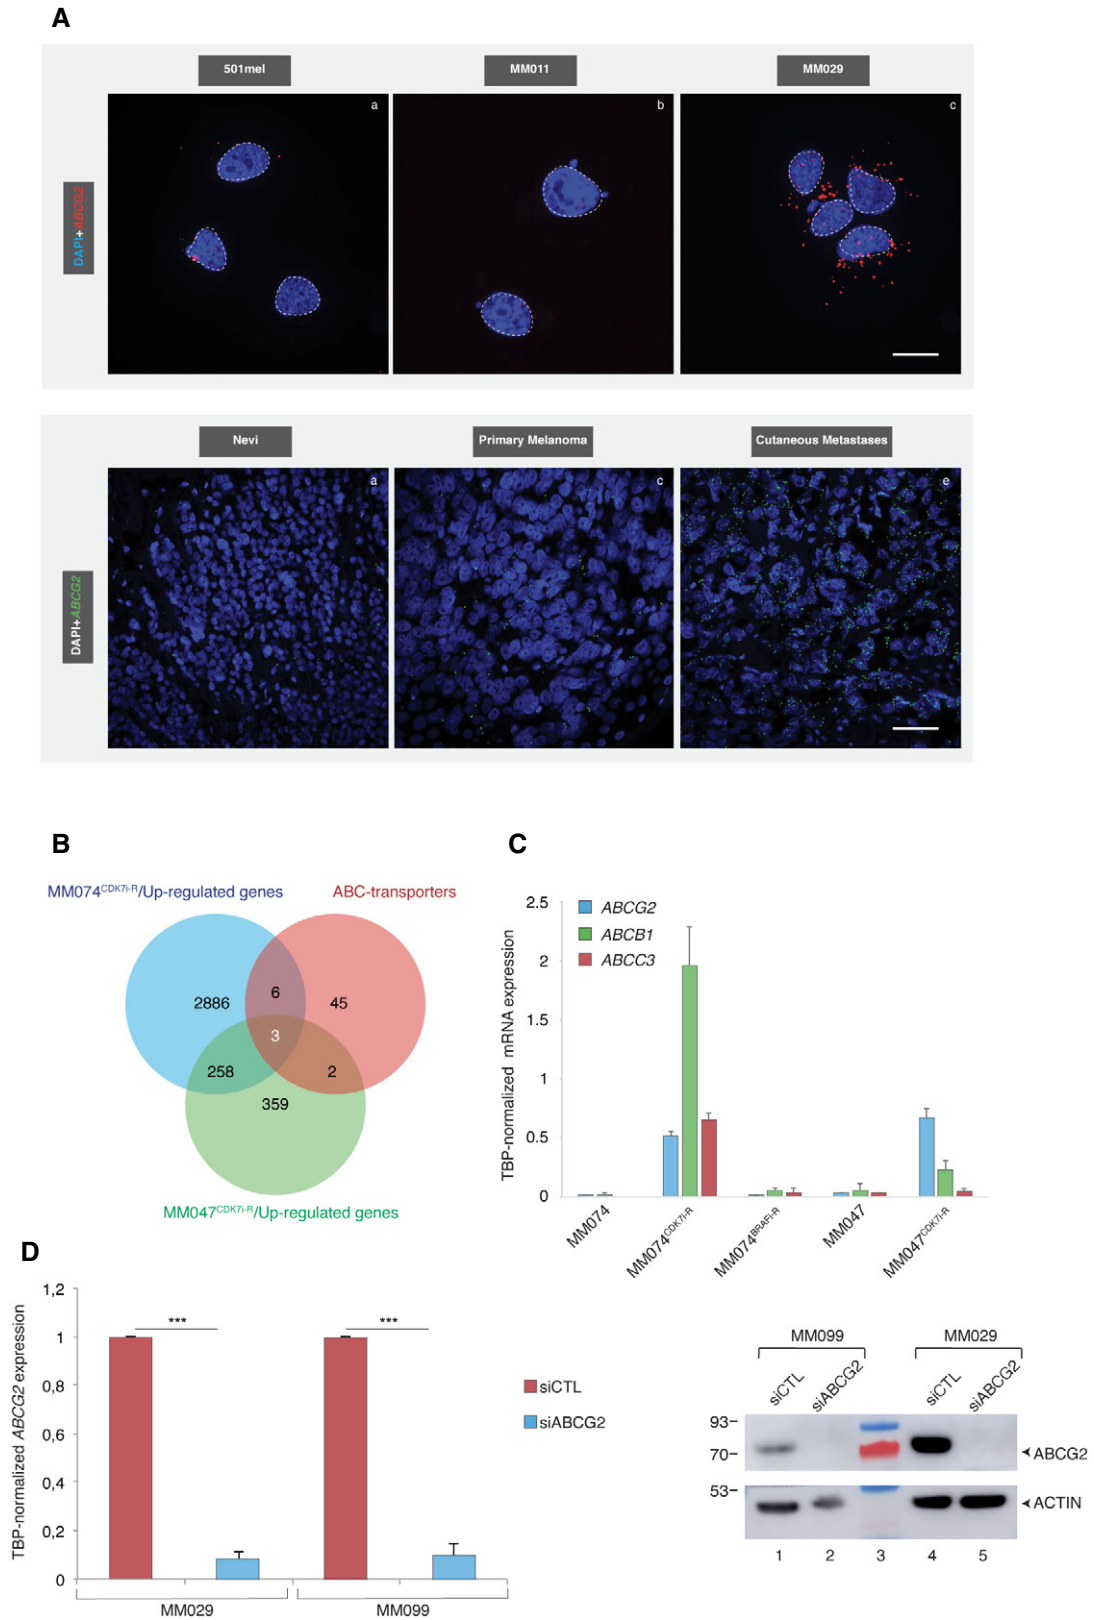 A
501mel
MM011
MM029
DAPI+ABCG2
a
b
c
Nevi
Primary Melanoma
Cutaneous Metastases
DAPI+ABCG2
a
c
e
B
MM074CDK7i-R/Up-regulated genes
ABC-transporters
2886
6
45
3
258
2
359
MM047CDK7i-R/Up-regulated genes
C
TBP-normalized mRNA expression
2.5
2
1.5
1
0.5
0
ABCG2
ABCB1
ABCC3
MM074
MM074CDK7i-R
MM074BRAFi-R
MM047
MM047CDK7i-R
D
TBP-normalized ABCG2 expression
1,2
1
0,8
0,6
0,4
0,2
0
***
***
MM029
MM099
siCTL
siABCG2
MM099
MM029
siCTL
siABCG2
siCTL
siABCG2
93
70
53
ABCG2
ACTIN
1
2
3
4
5